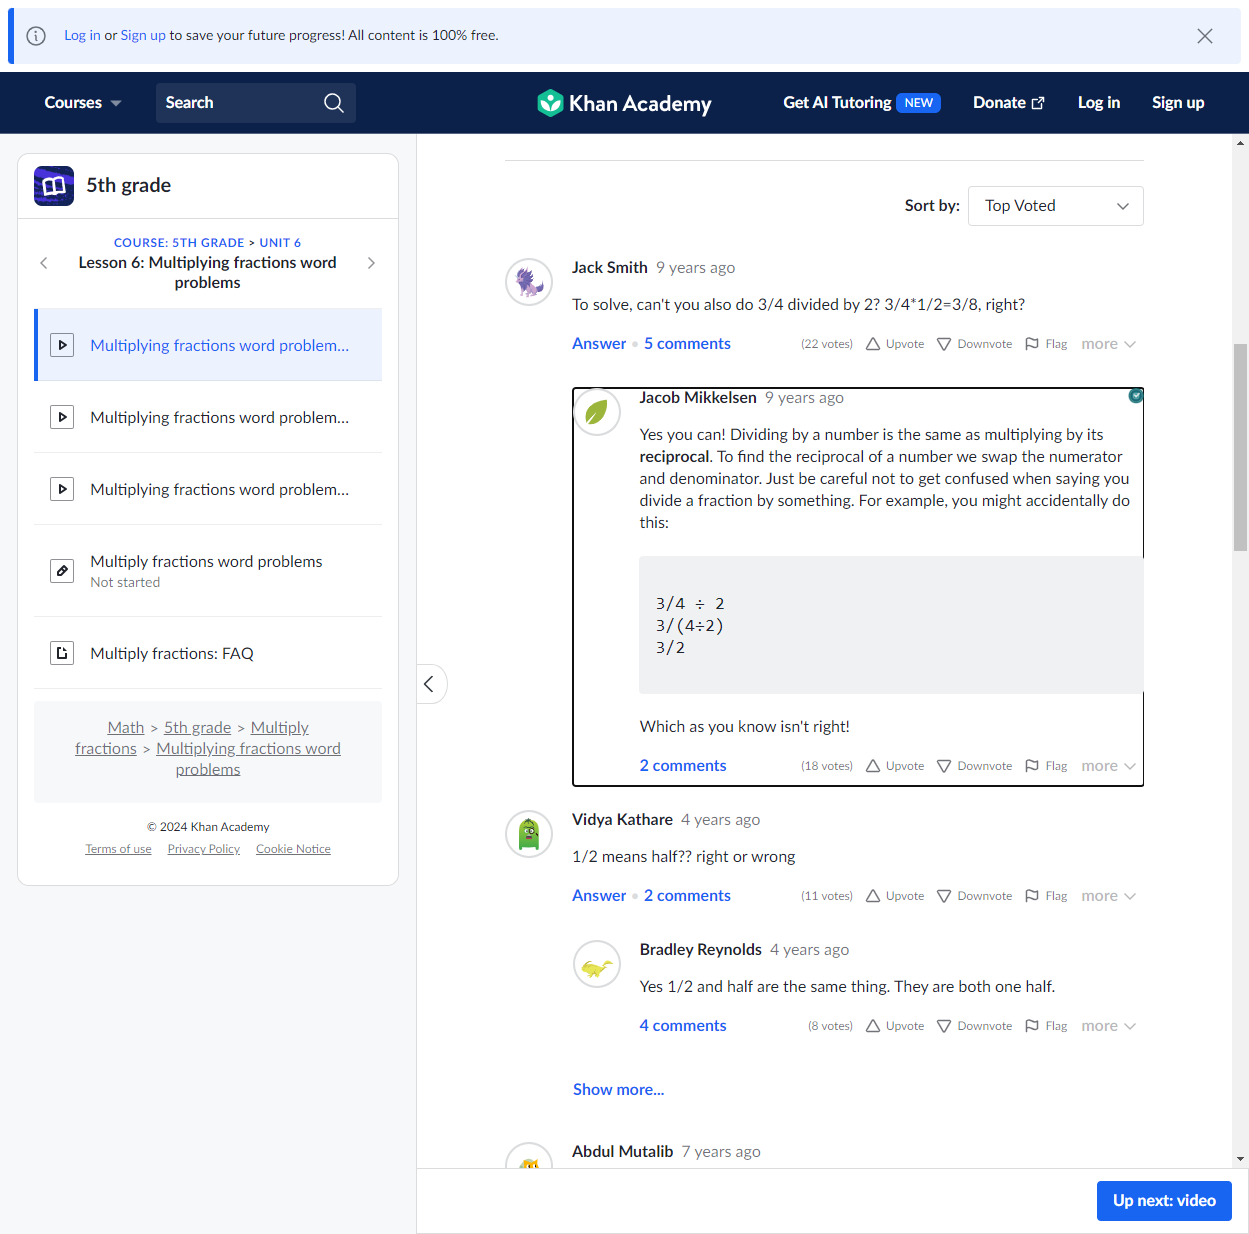 Log in or Sign up to save your future progress! All content is 100% free.
Courses
Search
Khan Academy
Get AI Tutoring NEW
Donate
Log in
Sign up
5th grade
COURSE: 5TH GRADE > UNIT 6
Lesson 6: Multiplying fractions word
problems
Multiplying fractions word problem...
Multiplying fractions word problem...
Multiplying fractions word problem...
Multiply fractions word problems
Not started
Multiply fractions: FAQ
Math > 5th grade > Multiply
fractions > Multiplying fractions word
problems
© 2024 Khan Academy
Terms of use Privacy Policy Cookie Notice
Sort by: Top Voted
Jack Smith 9 years ago
To solve, can't you also do 3/4 divided by 2? 3/4*1/2=3/8, right?
Answer • 5 comments (22 votes) Upvote Downvote Flag more
Jacob Mikkelsen 9 years ago
Yes you can! Dividing by a number is the same as multiplying by its
reciprocal. To find the reciprocal of a number we swap the numerator
and denominator. Just be careful not to get confused when saying you
divide a fraction by something. For example, you might accidentally do
this:
3/4 ÷ 2
3/(4÷2)
3/2
Which as you know isn't right!
2 comments (18 votes) Upvote Downvote Flag more
Vidya Kathare 4 years ago
1/2 means half?? right or wrong
Answer • 2 comments (11 votes) Upvote Downvote Flag more
Bradley Reynolds 4 years ago
Yes 1/2 and half are the same thing. They are both one half.
4 comments (8 votes) Upvote Downvote Flag more
Show more...
Abdul Mutalib 7 years ago
Up next: video